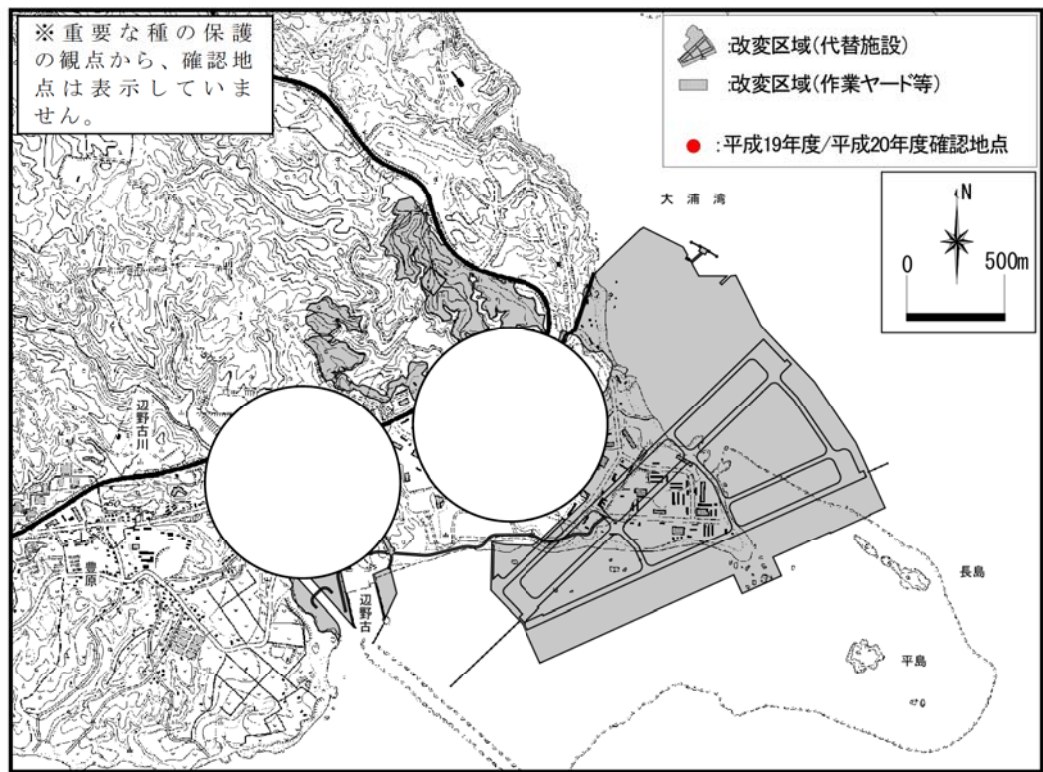 ※重要な種の保護
の観点から、確認地
点は表示していま
せん。
:改変区域(代替施設)
:改変区域(作業ヤード等)
:平成19年度/平成20年度確認地点
大浦湾
N
0 500m
辺野古川
豊原
辺野古
長島
平島